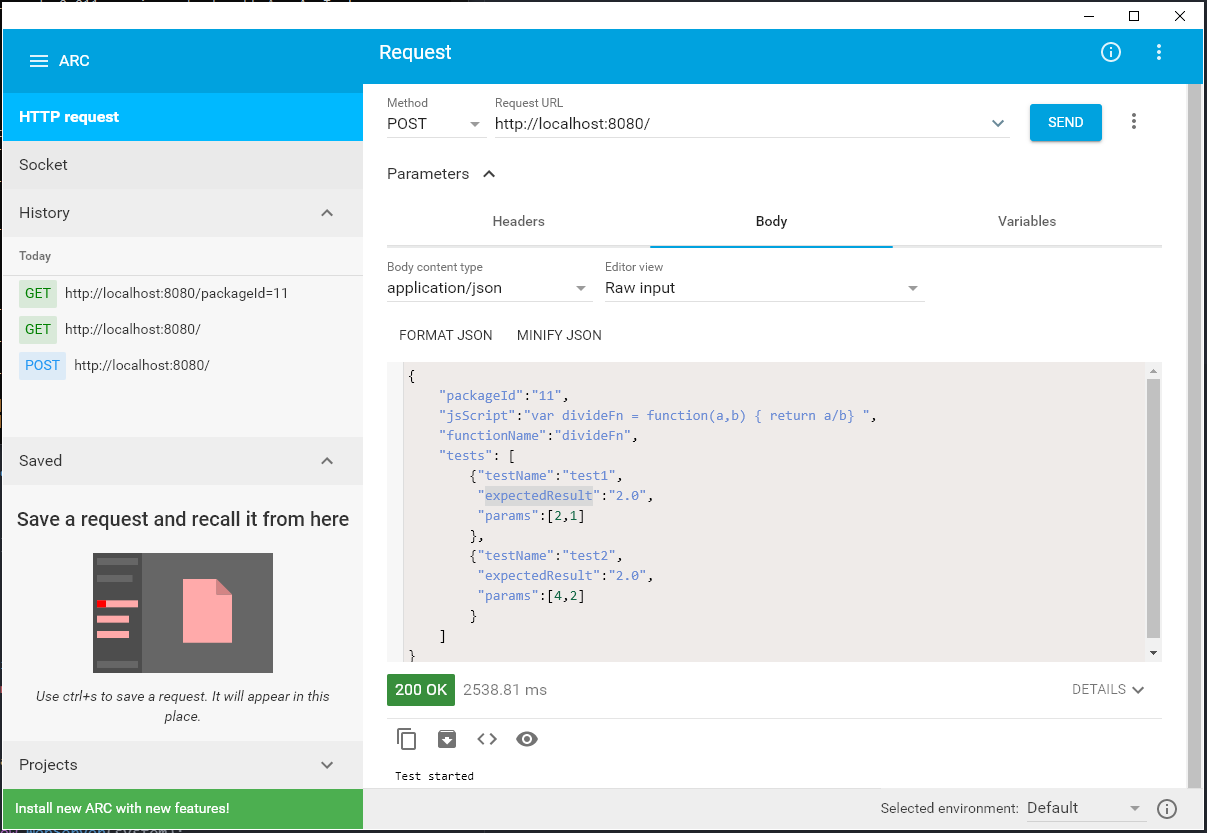 ARC
Request
HTTP request
Socket
History
Today
GET http://localhost:8080/packageId=11
GET http://localhost:8080/
POST http://localhost:8080/
Saved
Save a request and recall it from here
Use ctrl+s to save a request. It will appear in this
place.
Projects
Install new ARC with new features!
Method
POST
Request URL
http://localhost:8080/
SEND
Parameters
Headers
Body
Variables
Body content type
application/json
Editor view
Raw input
FORMAT JSON
MINIFY JSON
{
    "packageId":"11",
    "jsScript":"var divideFn = function(a,b) { return a/b} ",
    "functionName":"divideFn",
    "tests": [
        {"testName":"test1",
         "expectedResult":"2.0",
         "params":[2,1]
        },
        {"testName":"test2",
         "expectedResult":"2.0",
         "params":[4,2]
        }
    ]
}
200 OK 2538.81 ms
DETAILS
Test started
Selected environment: Default